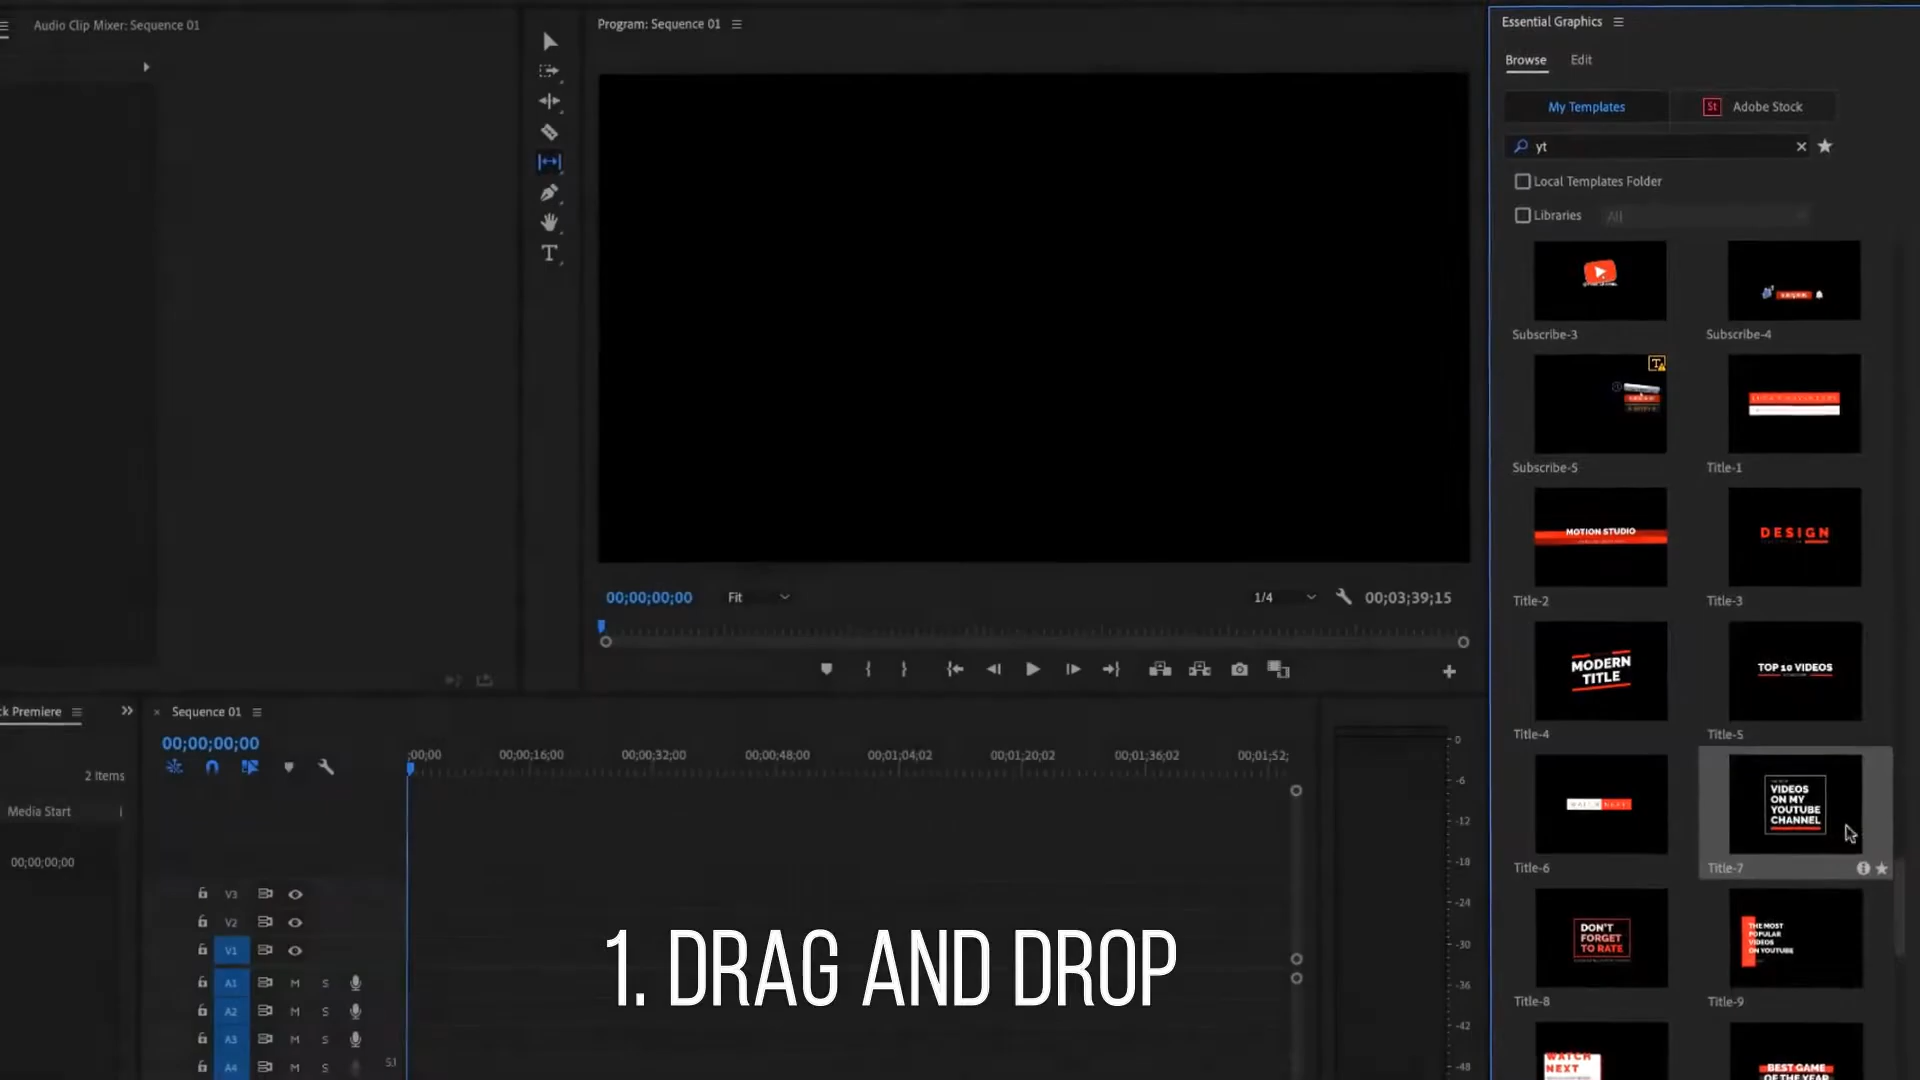 Audio Clip Mixer: Sequence 01
Program: Sequence 01
Essential Graphics
Browse Edit
My Templates
St Adobe Stock
yt
Local Templates Folder
Libraries All
Subscribe-3
Subscribe-4
Subscribe-5
Title-1
MOTION STUDIO
DESIGN
Title-2
Title-3
MODERN
TITLE
TOP 10 VIDEOS
Title-4
Title-5
VIDEOS
ON MY
YOUTUBE
CHANNEL
Title-6
Title-7
DON'T
FORGET
TO RATE
THE MOST
POPULAR
VIDEOS
ON YOUTUBE
Title-8
Title-9
WATCH
NEXT
BEST GAME
OF THE YEAR
00;00;00;00
Fit
1/4
00;03;39;15
ck Premiere
2 Items
Media Start
00;00;00;00
Sequence 01
00;00;00;00
;00;00 00;00;16;00 00;00;32;00 00;00;48;00 00;01;04;02 00;01;20;02 00;01;36;02 00;01;52;
V3
V2
V1
A1 M S
A2 M S
A3 M S
A4 M S
5.1
0
-6
-12
-18
-24
-30
-36
-42
-48
1. DRAG AND DROP